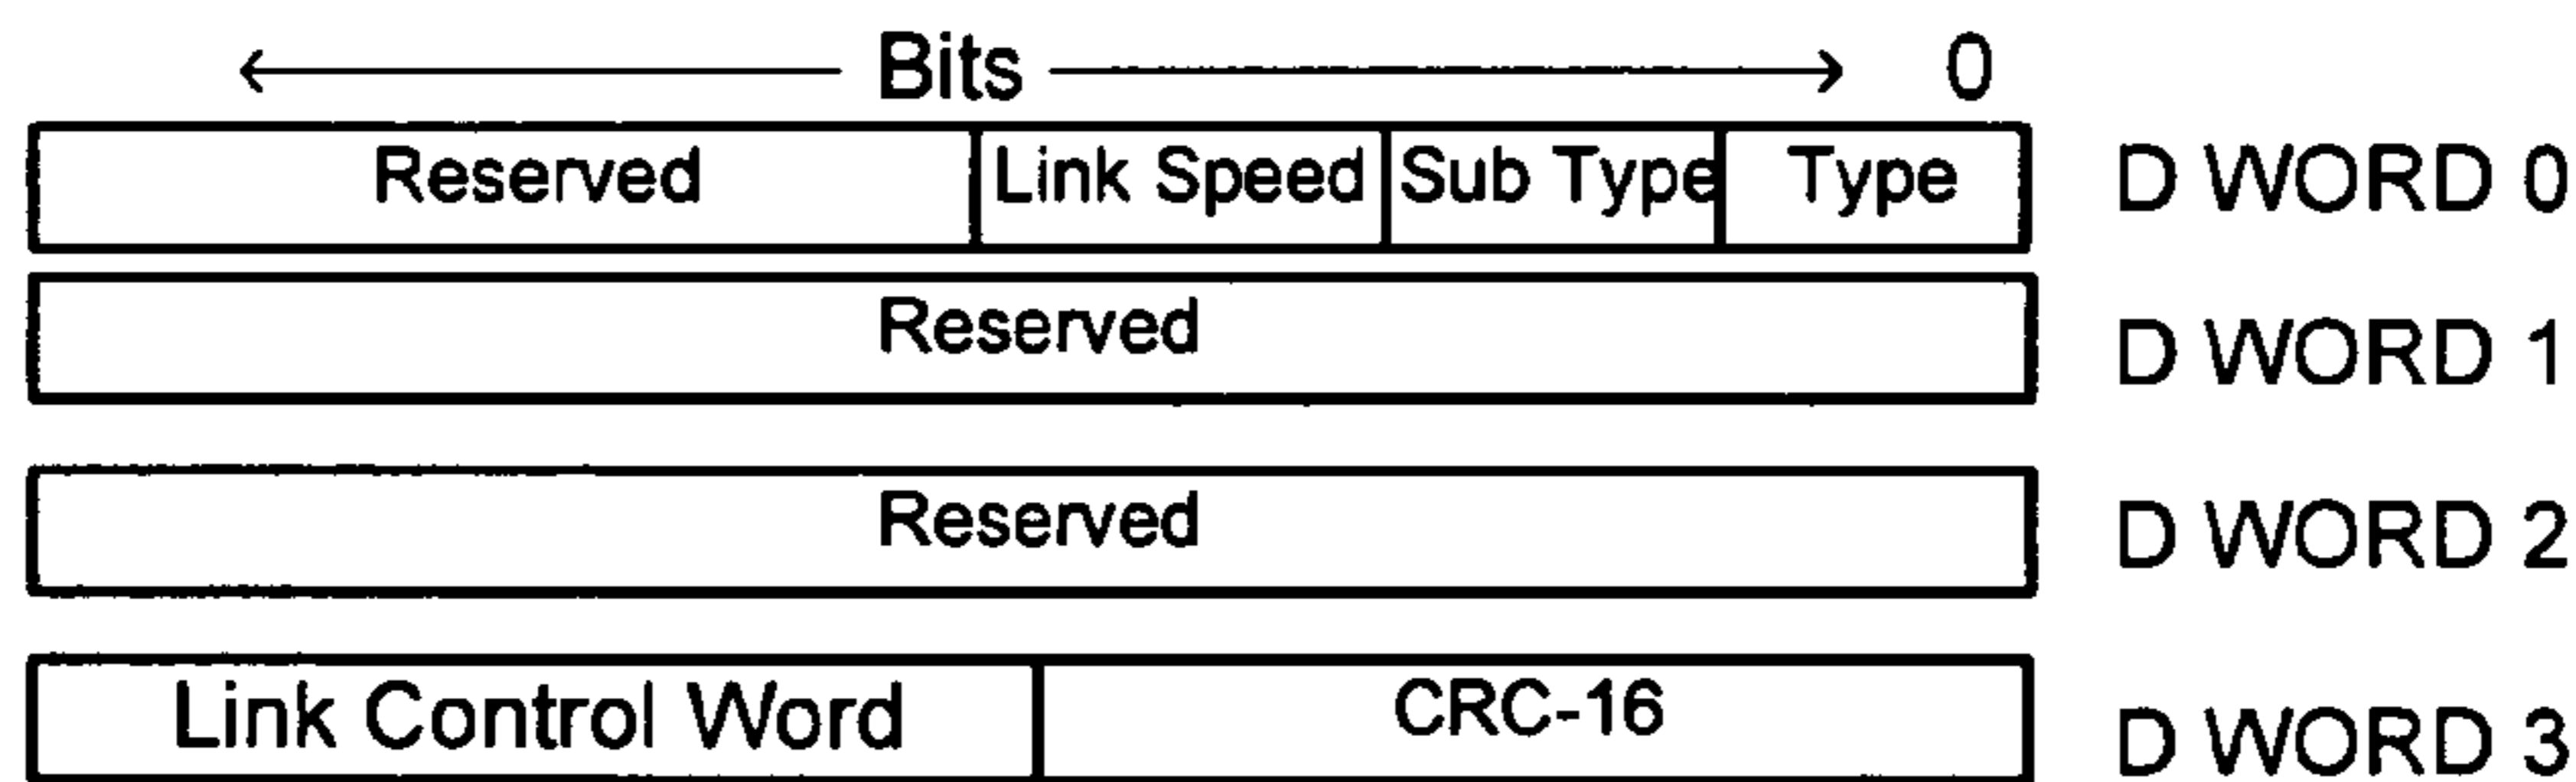 Bits 0
Reserved Link Speed Sub Type Type D WORD 0
Reserved D WORD 1
Reserved D WORD 2
Link Control Word CRC-16 D WORD 3